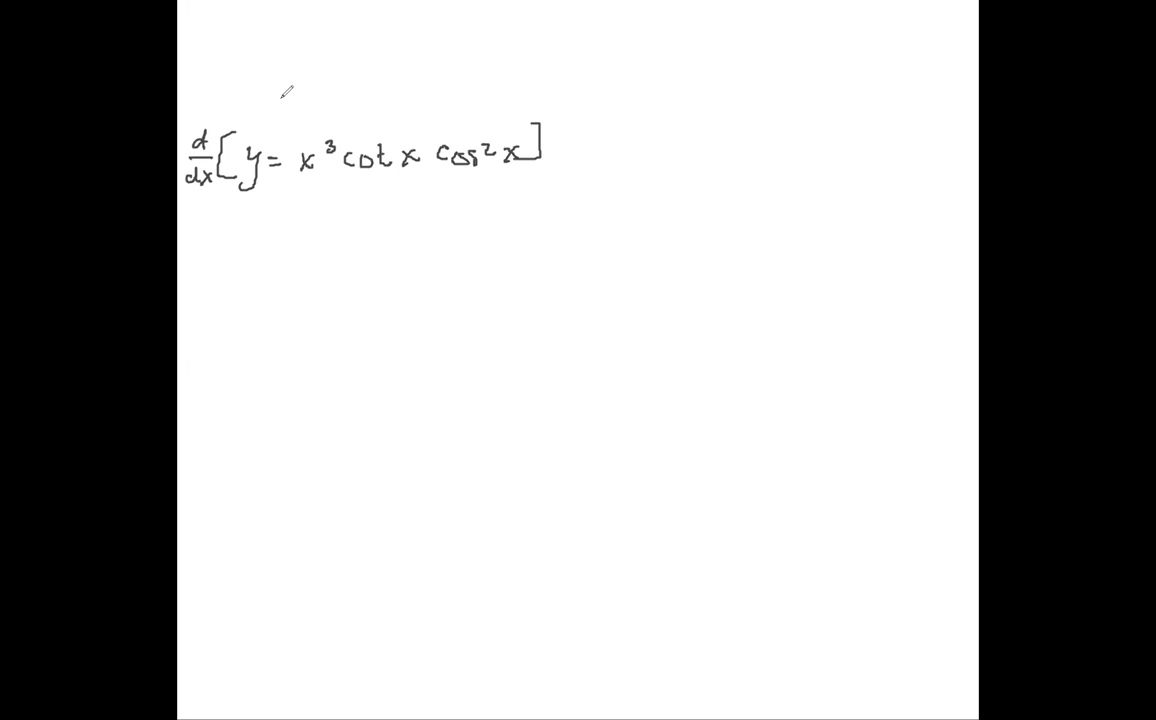 d/dx [y = x³ cot x cos² x]